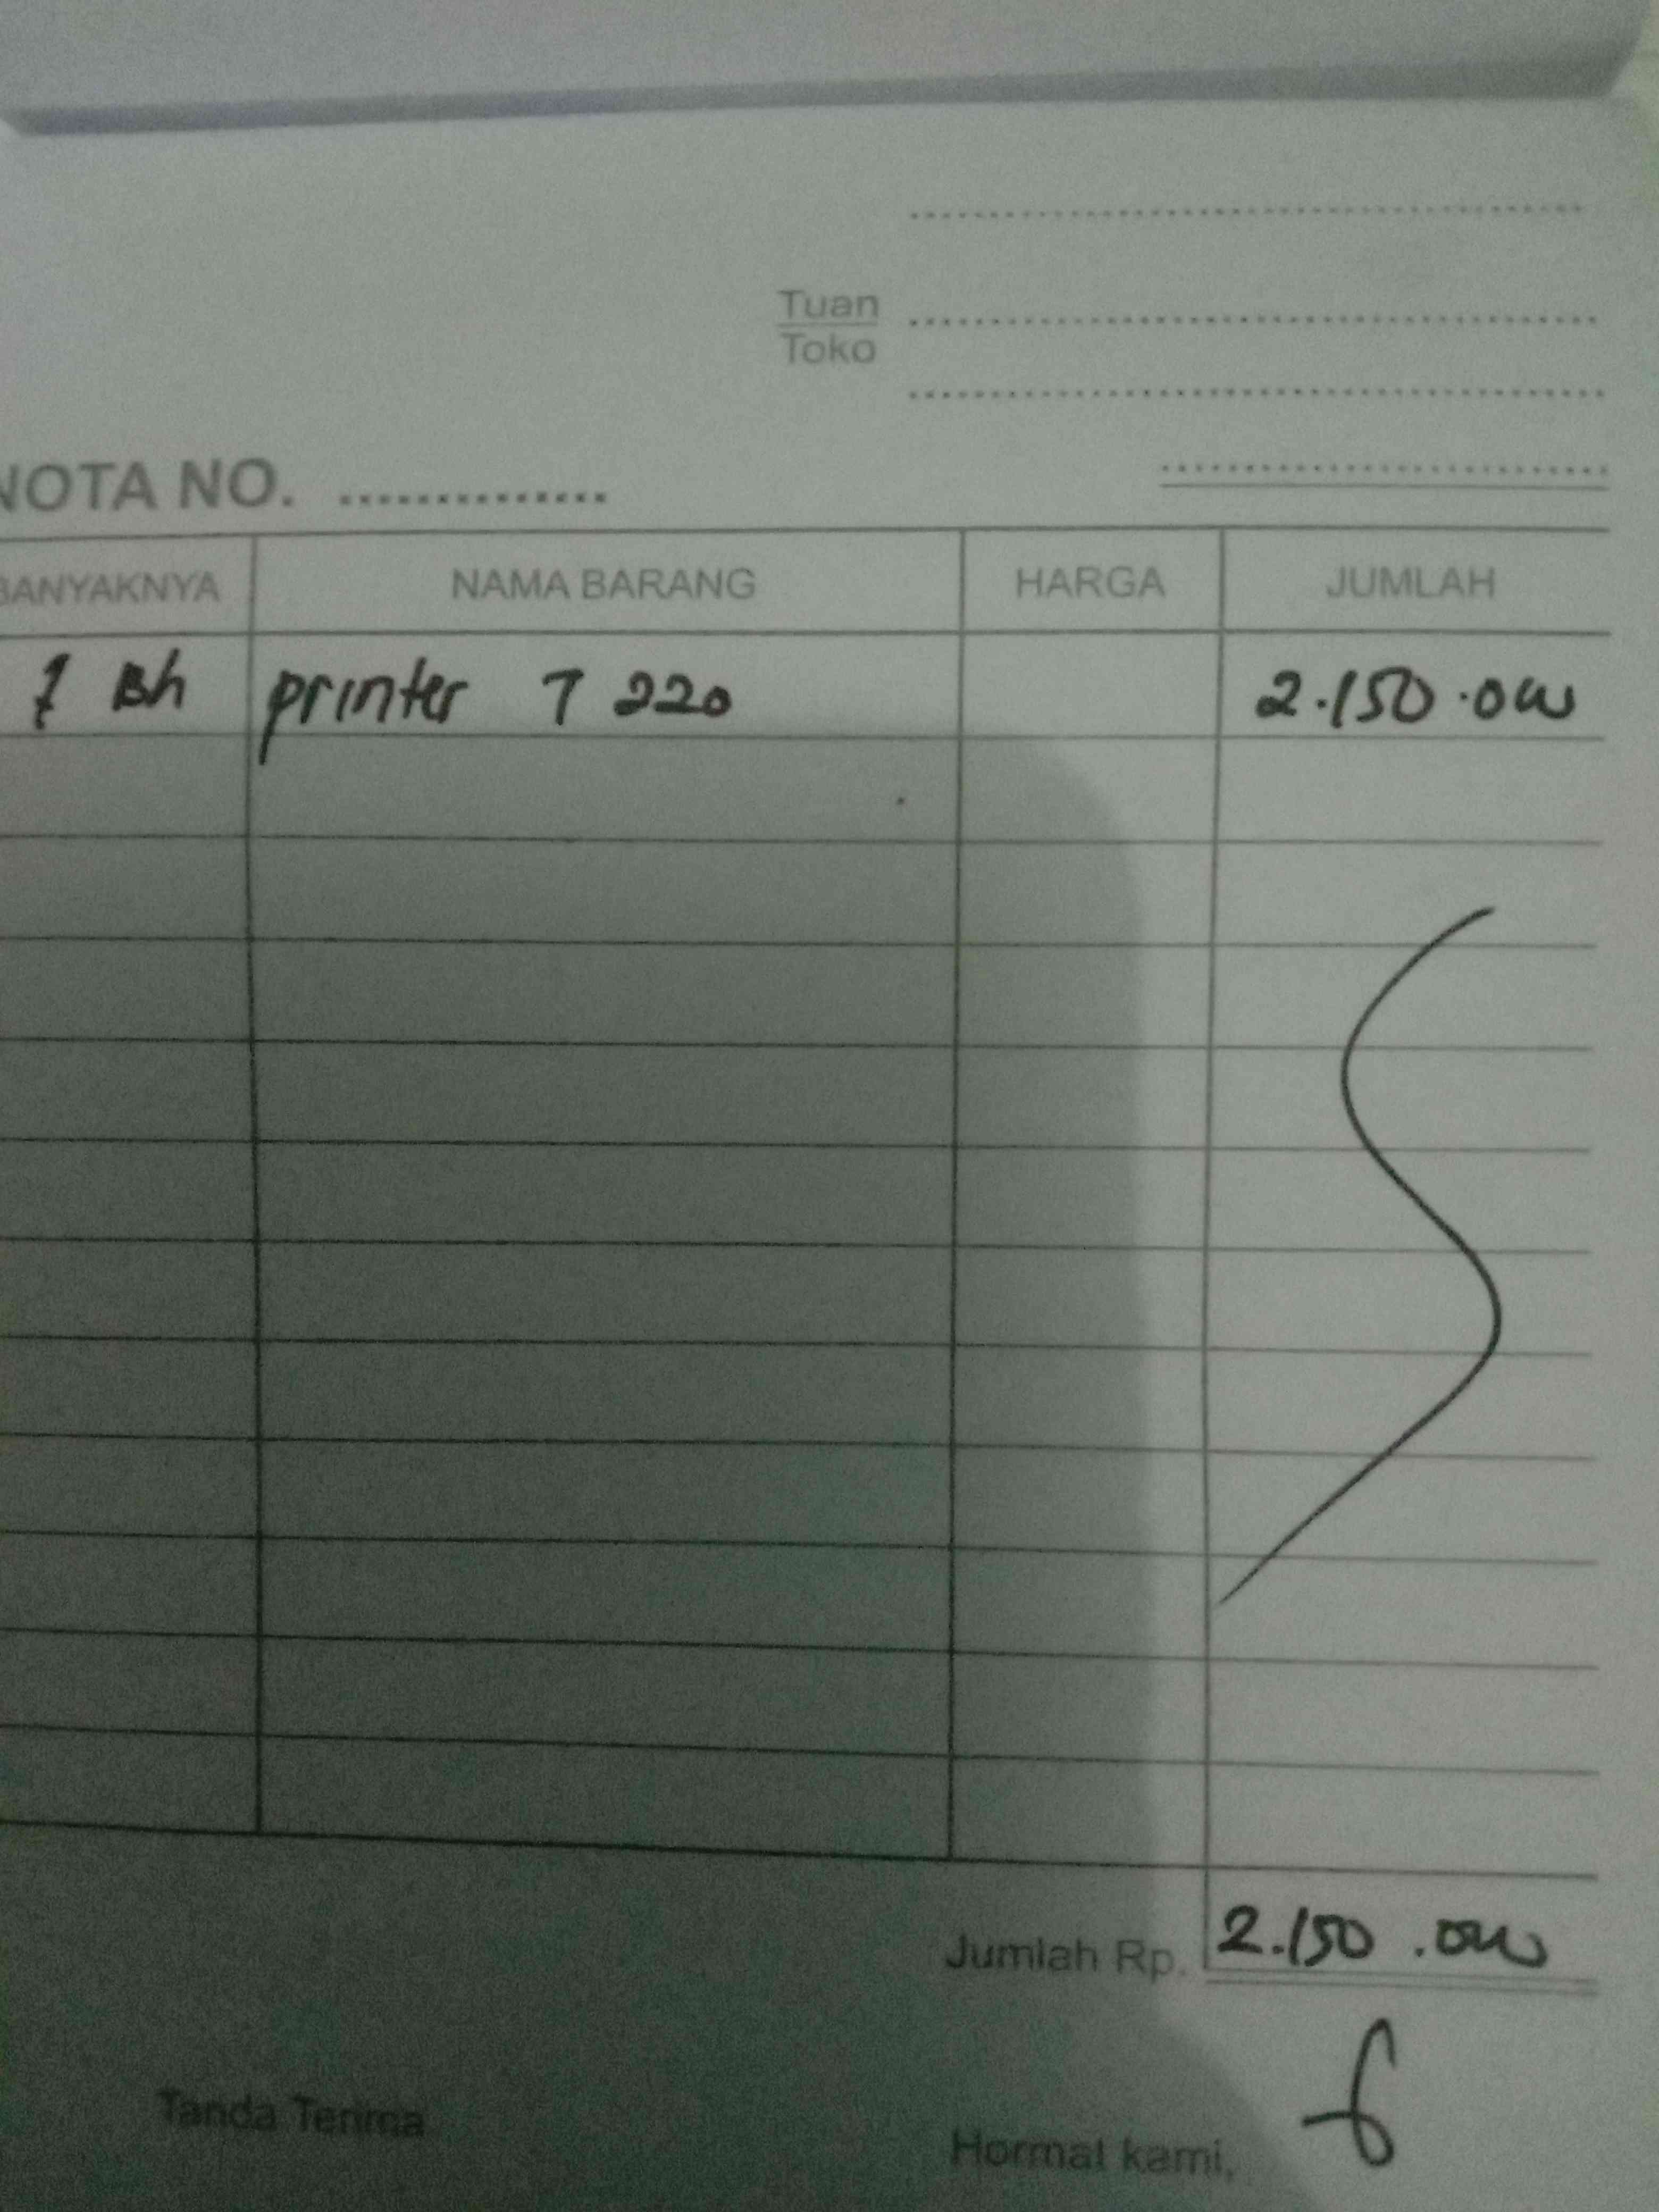 Tuan
Toko
NOTA NO. ..............
BANYAKNYA NAMA BARANG HARGA JUMLAH
1 Bh printer T 220 2.150.000
Jumlah Rp. 2.150.000
Tanda Terima
Hormat kami,